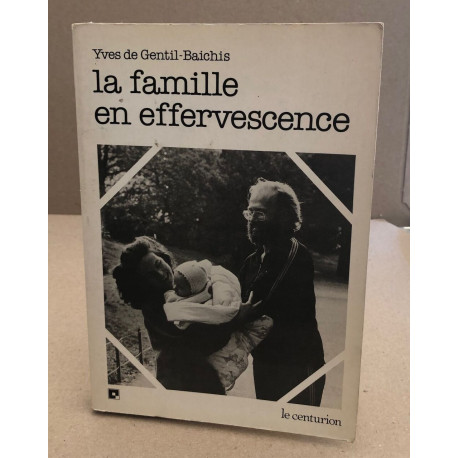 Yves de Gentil-Baichis
la famille
en effervescence
le centurion